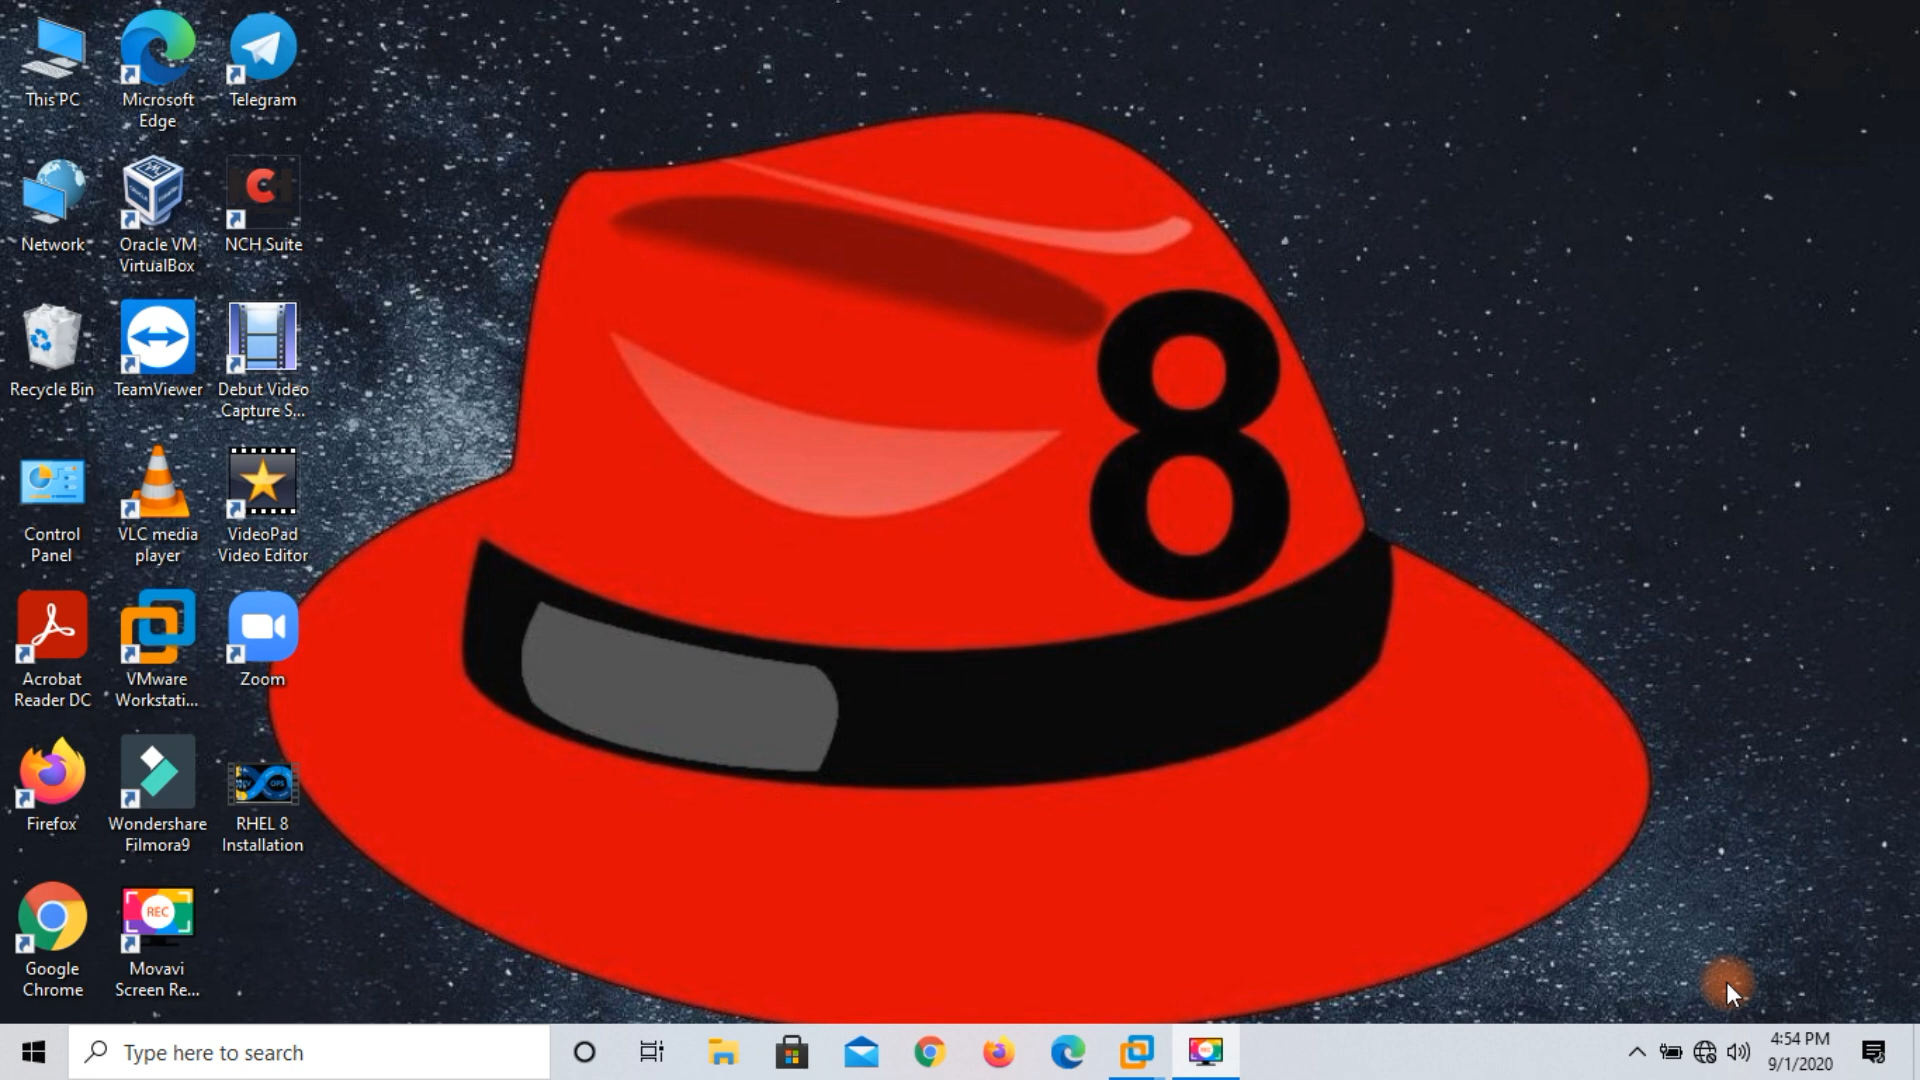 This PC
Microsoft
Edge
Telegram
Network
Oracle VM
VirtualBox
NCH Suite
Recycle Bin
TeamViewer
Debut Video
Capture S...
Control
Panel
VLC media
player
VideoPad
Video Editor
Acrobat
Reader DC
VMware
Workstati...
Zoom
Firefox
Wondershare
Filmora9
RHEL 8
Installation
Google
Chrome
REC
Movavi
Screen Re...
8
Type here to search
4:54 PM
9/1/2020